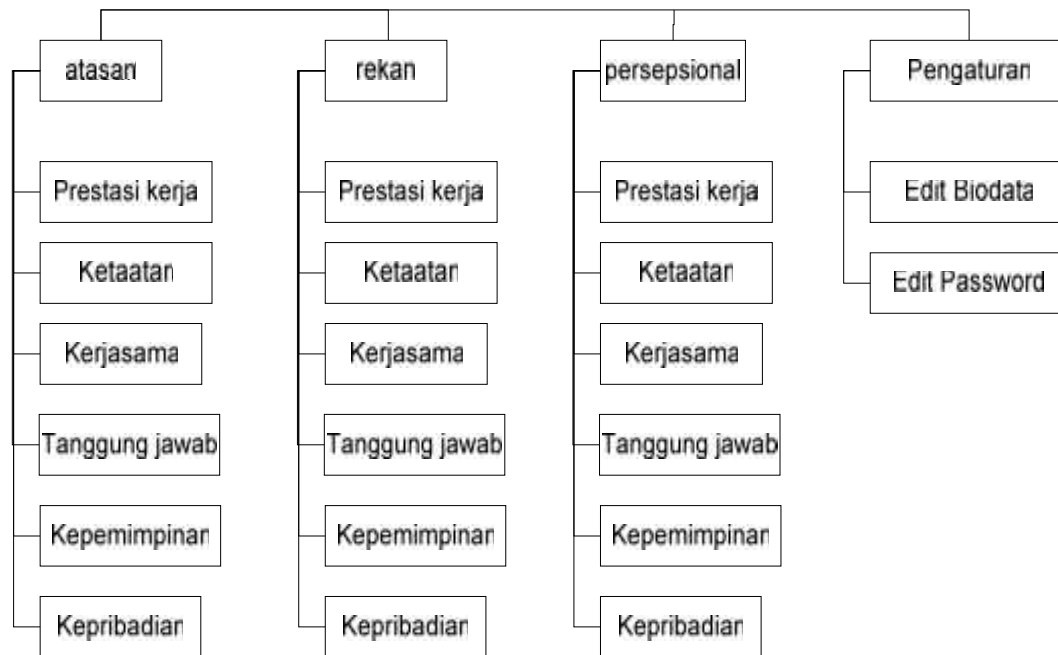 atasan
Prestasi kerja
Ketaatan
Kerjasama
Tanggung jawab
Kepemimpinan
Kepribadian
rekan
Prestasi kerja
Ketaatan
Kerjasama
Tanggung jawab
Kepemimpinan
Kepribadian
persepsional
Prestasi kerja
Ketaatan
Kerjasama
Tanggung jawab
Kepemimpinan
Kepribadian
Pengaturan
Edit Biodata
Edit Password